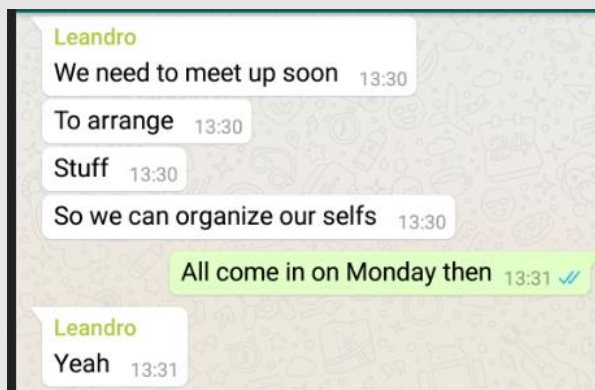 Leandro
We need to meet up soon 13:30
To arrange 13:30
Stuff 13:30
So we can organize our selfs 13:30
All come in on Monday then 13:31
Leandro
Yeah 13:31